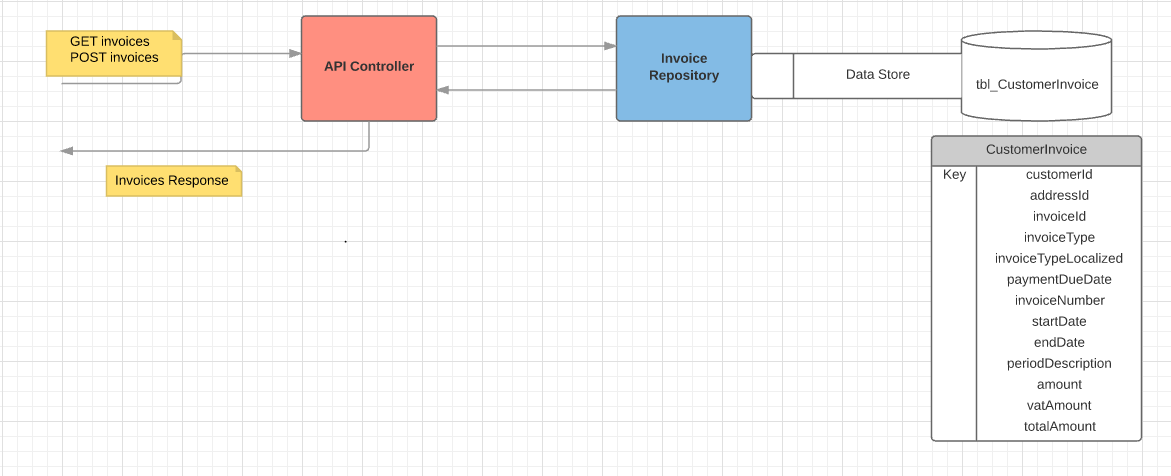 GET invoices
POST invoices
API Controller
Invoice
Repository
Data Store
tbl_CustomerInvoice
Invoices Response
CustomerInvoice
Key
customerId
addressId
invoiceId
invoiceType
invoiceTypeLocalized
paymentDueDate
invoiceNumber
startDate
endDate
periodDescription
amount
vatAmount
totalAmount